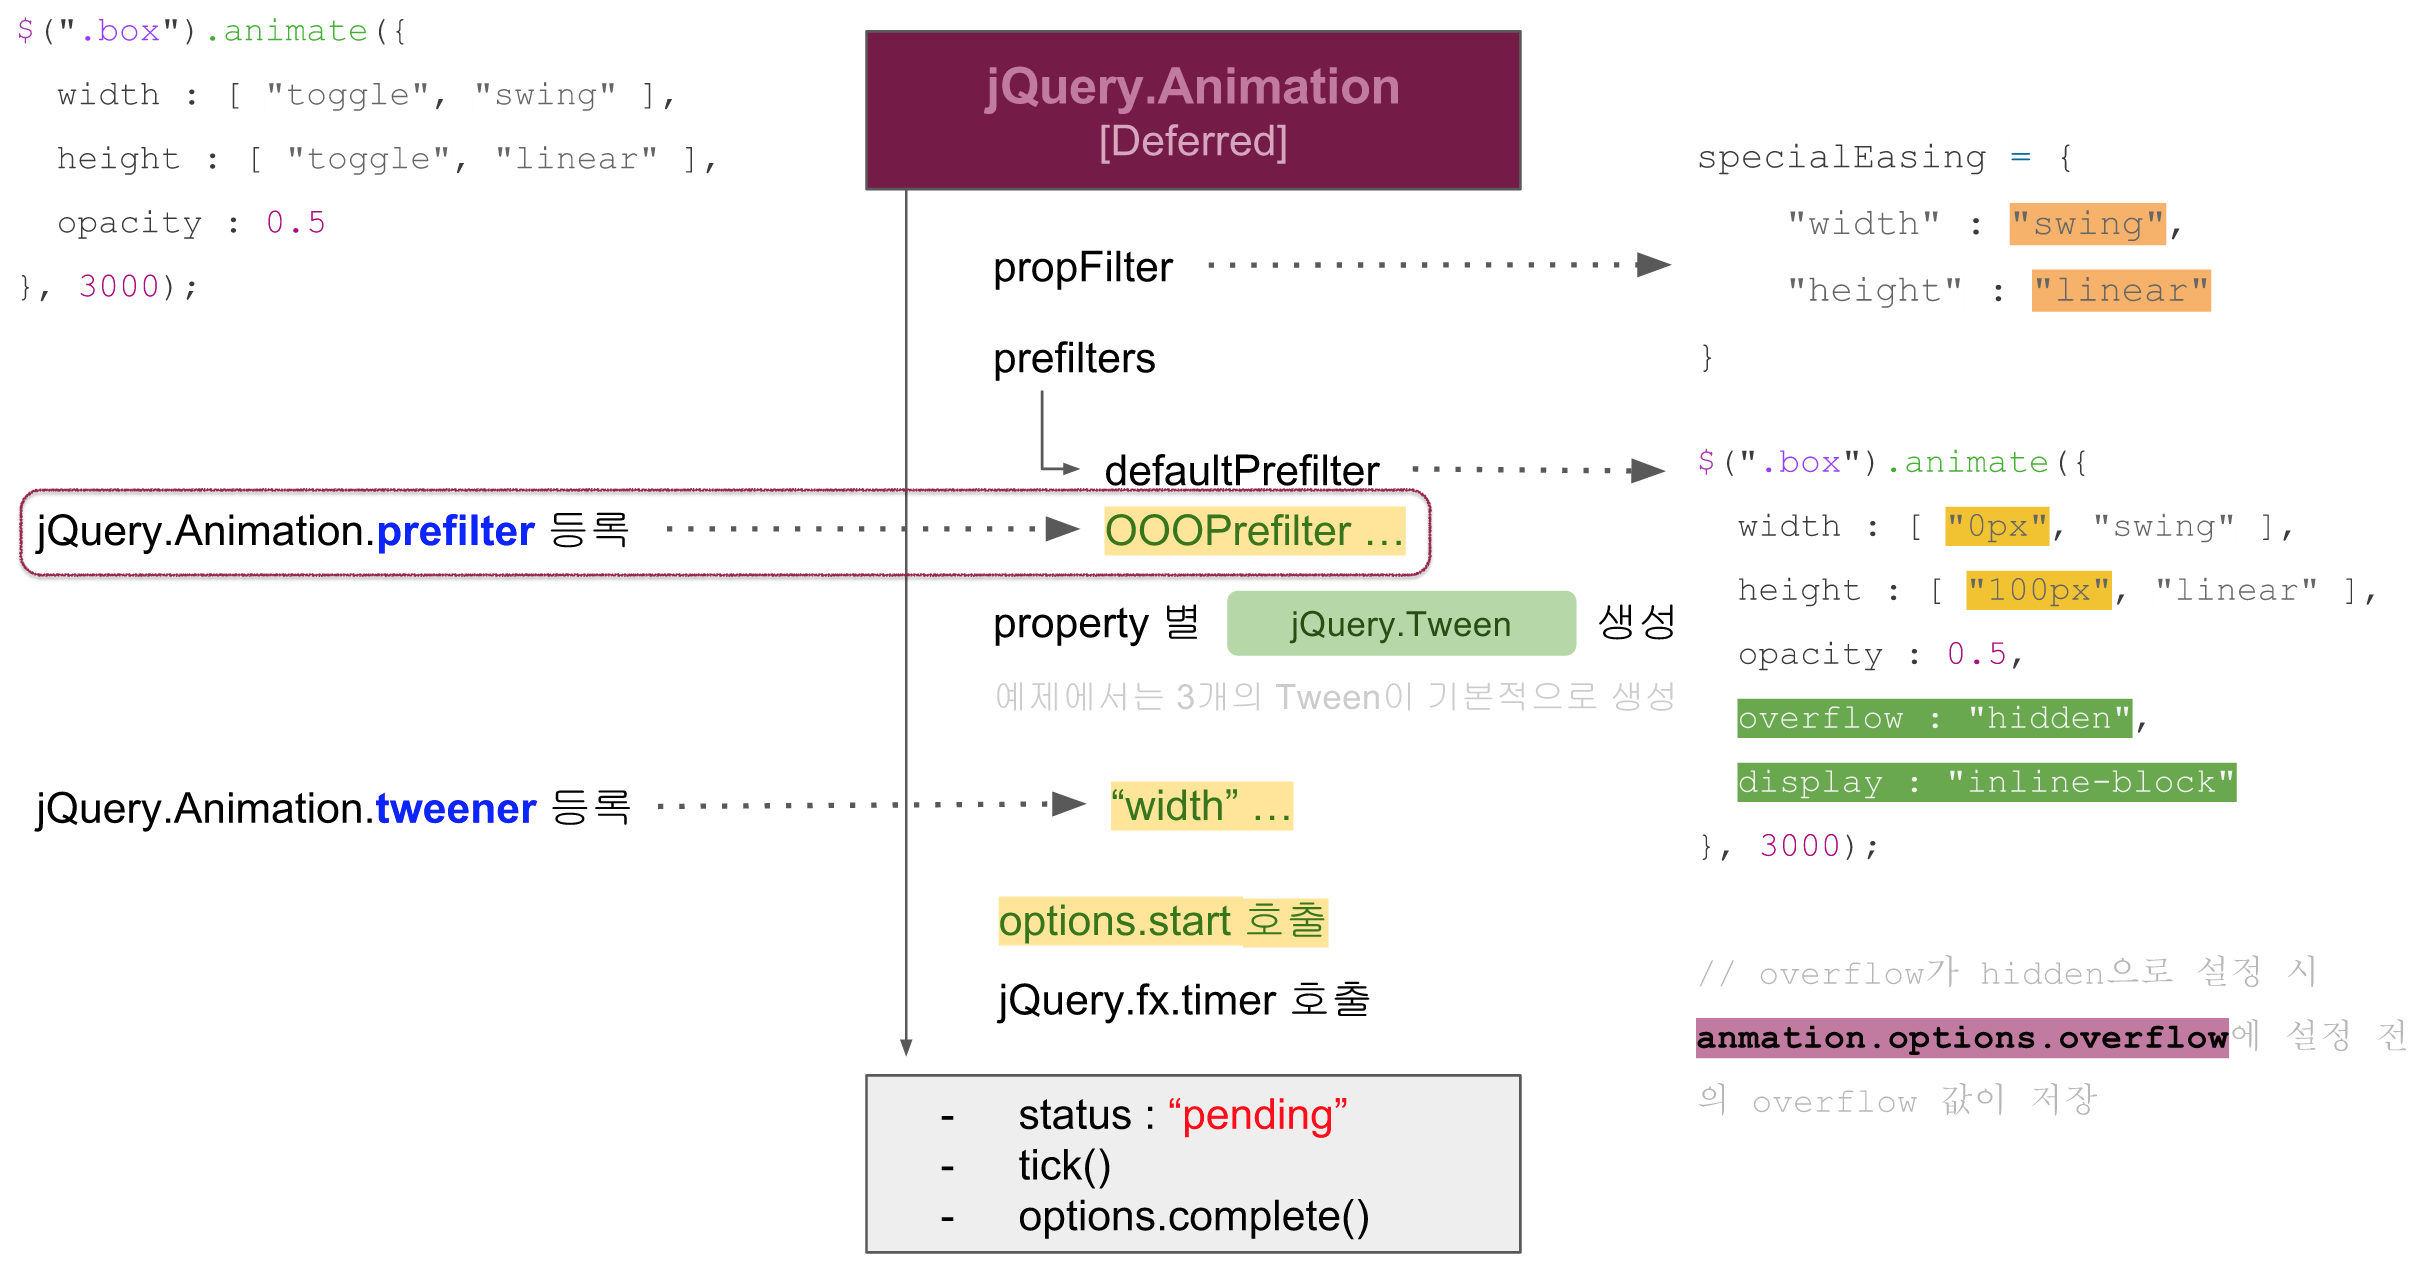 $(".box").animate({
width : [ "toggle", "swing" ],
height : [ "toggle", "linear" ],
opacity : 0.5
}, 3000);
jQuery.Animation
[Deferred]
propFilter
prefilters
defaultPrefilter
jQuery.Animation.prefilter 등록
OOOPrefilter …
property 별 jQuery.Tween 생성
예제에서는 3개의 Tween이 기본적으로 생성
jQuery.Animation.tweener 등록
“width” …
options.start 호출
jQuery.fx.timer 호출
- status : “pending”
- tick()
- options.complete()
specialEasing = {
"width" : "swing",
"height" : "linear"
}
$(".box").animate({
width : [ "0px", "swing" ],
height : [ "100px", "linear" ],
opacity : 0.5,
overflow : "hidden",
display : "inline-block"
}, 3000);
// overflow가 hidden으로 설정 시
anmation.options.overflow에 설정 전
의 overflow 값이 저장